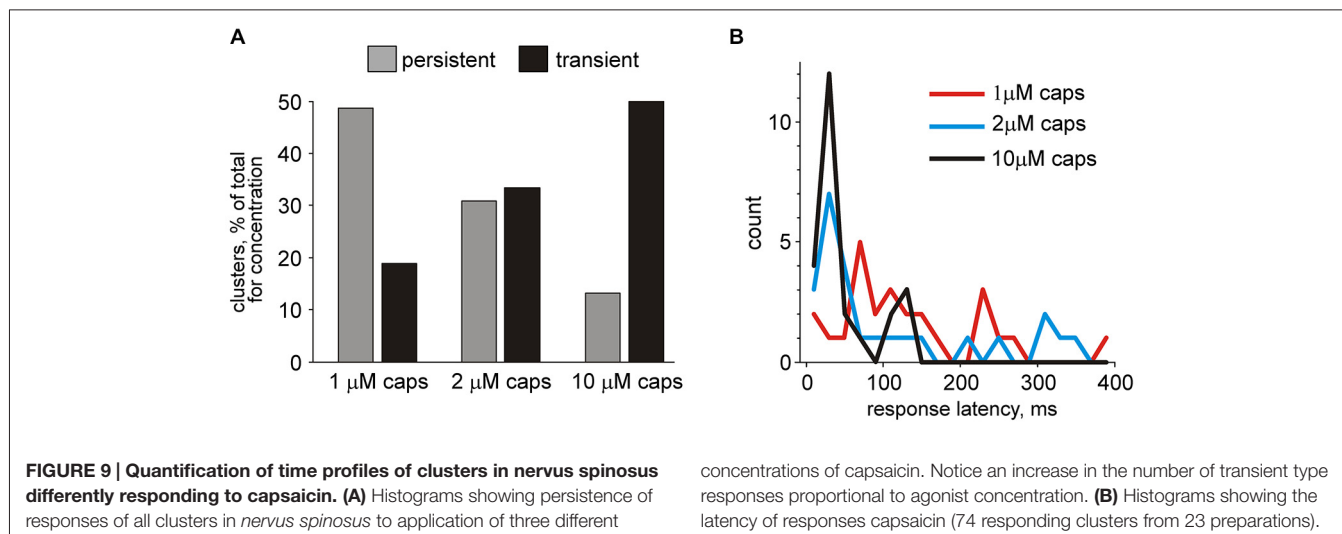 A
persistent transient
clusters, % of total
for concentration
50
40
30
20
10
0
1 μM caps 2 μM caps 10 μM caps
B
1μM caps
2μM caps
10μM caps
count
10
5
0
0 100 200 300 400
response latency, ms
FIGURE 9 | Quantification of time profiles of clusters in nervus spinosus
differently responding to capsaicin. (A) Histograms showing persistence of
responses of all clusters in nervus spinosus to application of three different
concentrations of capsaicin. Notice an increase in the number of transient type
responses proportional to agonist concentration. (B) Histograms showing the
latency of responses capsaicin (74 responding clusters from 23 preparations).